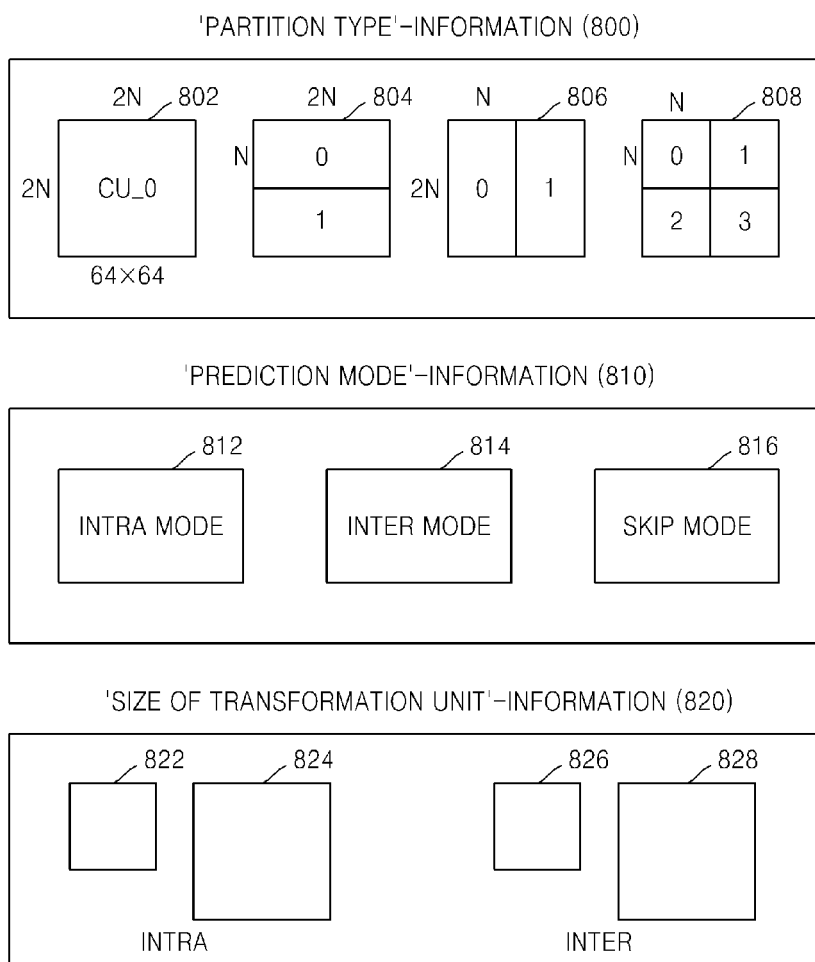 'PARTITION TYPE'-INFORMATION (800)
2N 802 2N 804 N 806 N 808
2N CU_0 N 0 2N 0 1 N 0 1
1 2 3
64×64
'PREDICTION MODE'-INFORMATION (810)
812 814 816
INTRA MODE INTER MODE SKIP MODE
'SIZE OF TRANSFORMATION UNIT'-INFORMATION (820)
822 824 826 828
INTRA INTER